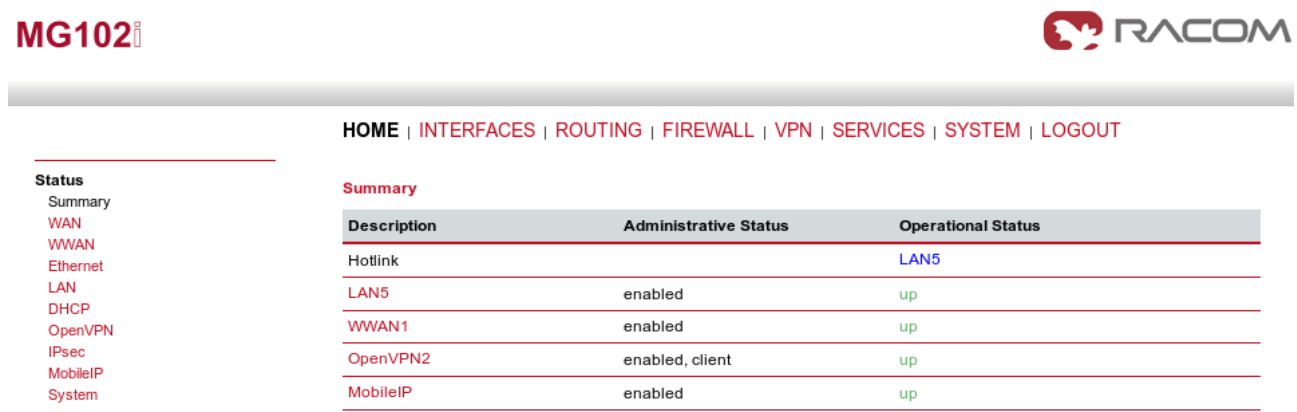 MG102i
RACOM
HOME | INTERFACES | ROUTING | FIREWALL | VPN | SERVICES | SYSTEM | LOGOUT
Status
Summary
WAN
WWAN
Ethernet
LAN
DHCP
OpenVPN
IPsec
MobileIP
System
Summary
Description Administrative Status Operational Status
Hotlink LAN5
LAN5 enabled up
WWAN1 enabled up
OpenVPN2 enabled, client up
MobileIP enabled up